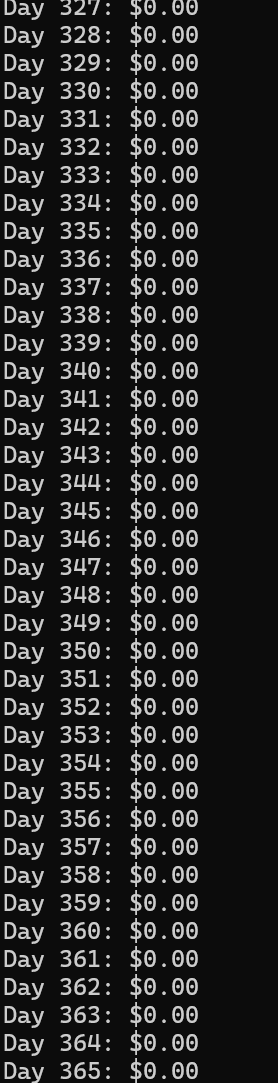 Day 327: $0.00
Day 328: $0.00
Day 329: $0.00
Day 330: $0.00
Day 331: $0.00
Day 332: $0.00
Day 333: $0.00
Day 334: $0.00
Day 335: $0.00
Day 336: $0.00
Day 337: $0.00
Day 338: $0.00
Day 339: $0.00
Day 340: $0.00
Day 341: $0.00
Day 342: $0.00
Day 343: $0.00
Day 344: $0.00
Day 345: $0.00
Day 346: $0.00
Day 347: $0.00
Day 348: $0.00
Day 349: $0.00
Day 350: $0.00
Day 351: $0.00
Day 352: $0.00
Day 353: $0.00
Day 354: $0.00
Day 355: $0.00
Day 356: $0.00
Day 357: $0.00
Day 358: $0.00
Day 359: $0.00
Day 360: $0.00
Day 361: $0.00
Day 362: $0.00
Day 363: $0.00
Day 364: $0.00
Day 365: $0.00